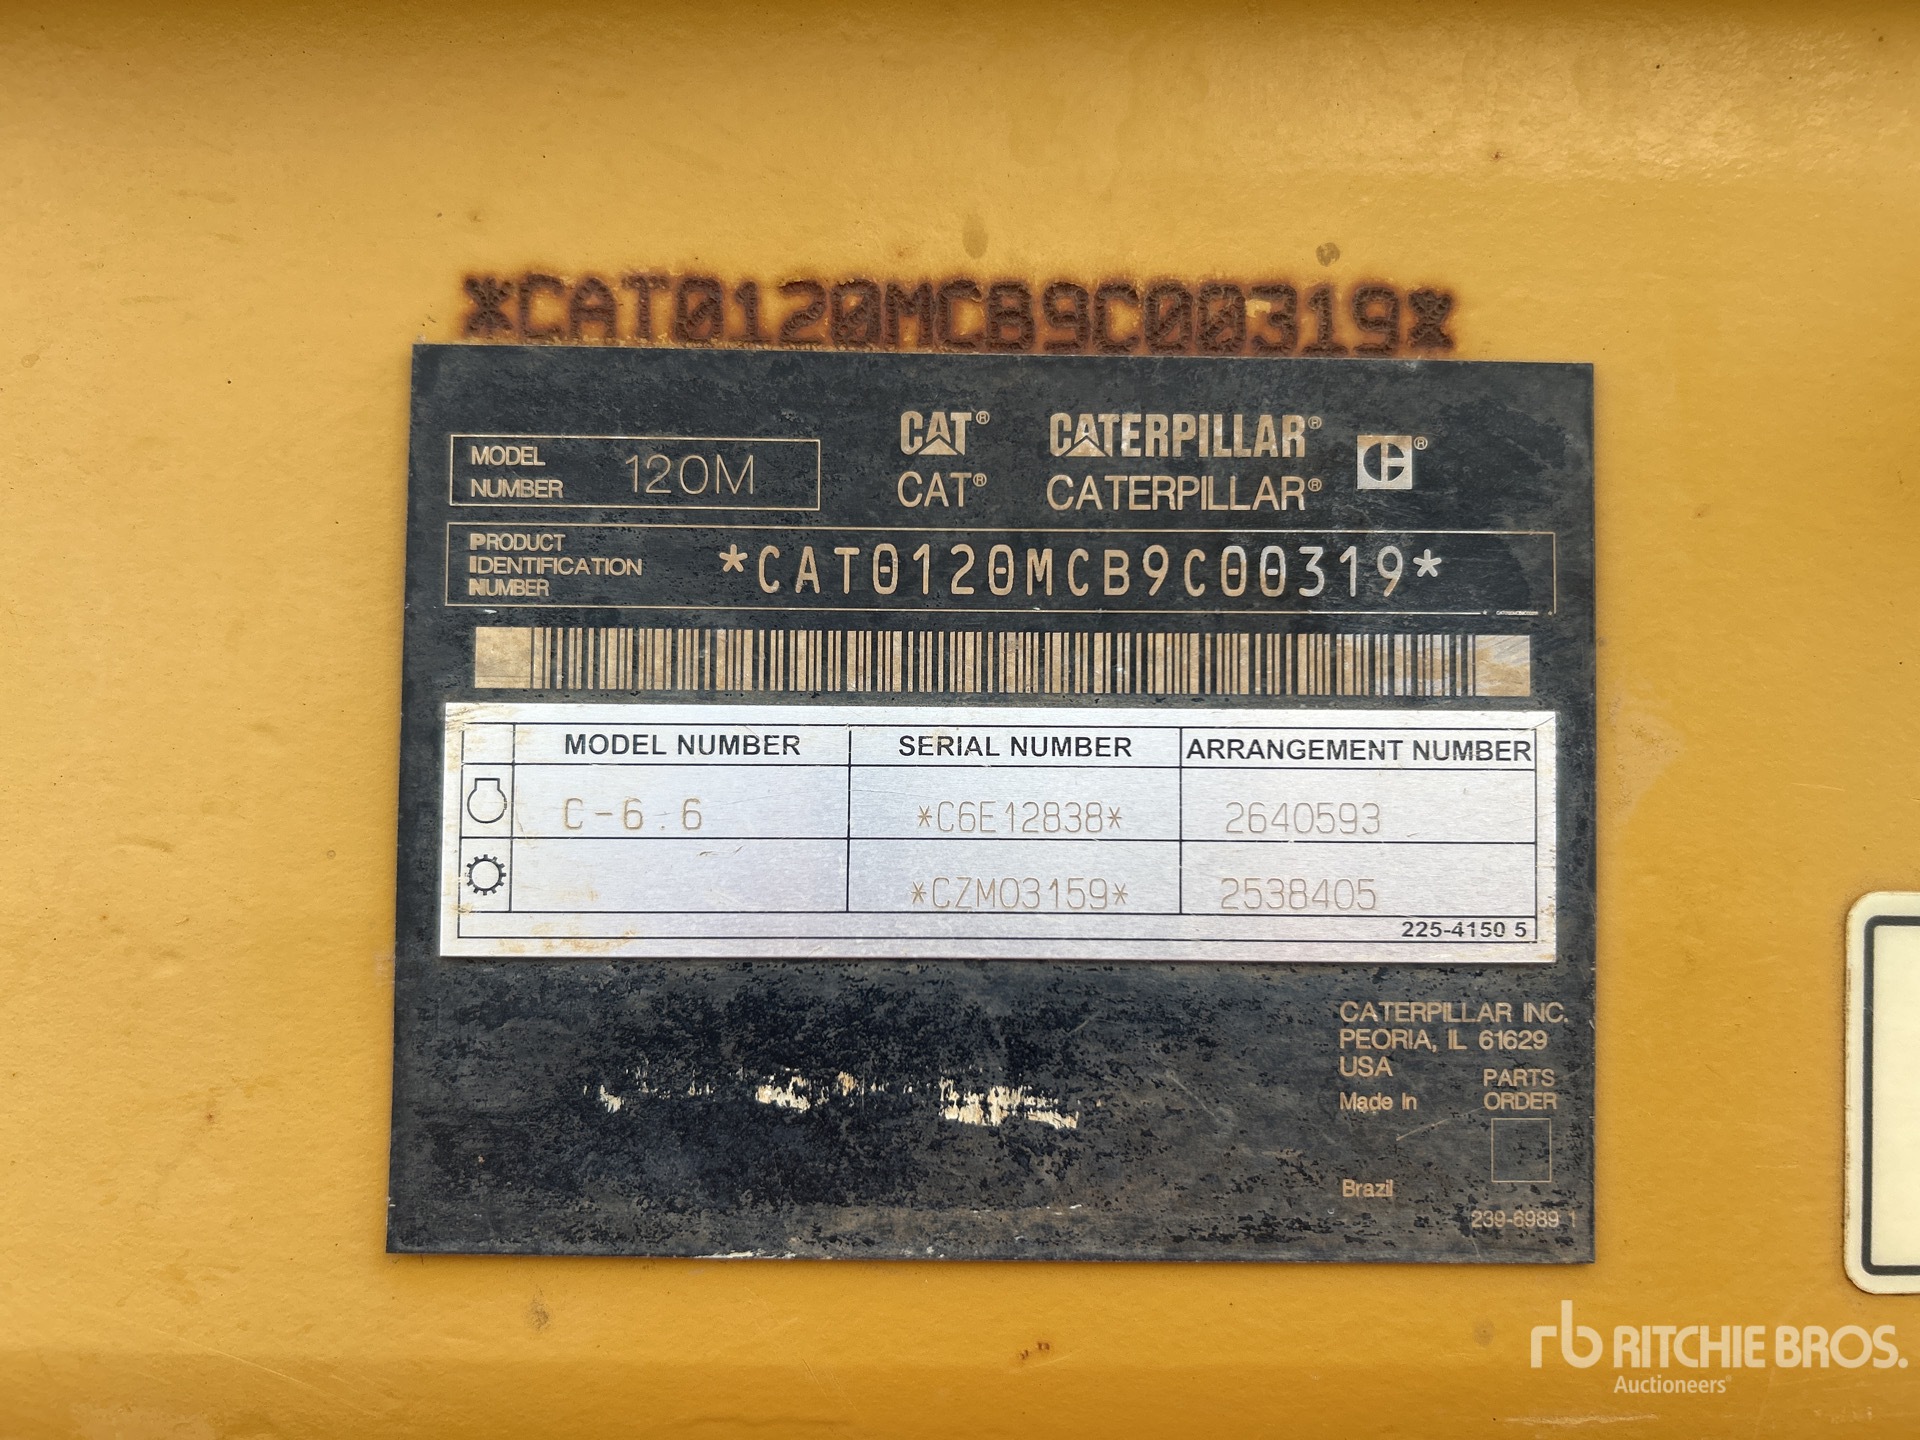 *CAT0120MCB9C00319*
CAT® CATERPILLAR®
MODEL
NUMBER 120M
CAT® CATERPILLAR®
PRODUCT
IDENTIFICATION
NUMBER
*CAT0120MCB9C00319*
MODEL NUMBER SERIAL NUMBER ARRANGEMENT NUMBER
C-6.6 *C6E12838* 2640593
*CZM03159* 2538405
225-4150 5
CATERPILLAR INC.
PEORIA, IL 61629
USA
Made In
PARTS
ORDER
Brazil
239-6989 1
rb RITCHIE BROS.
Auctioneers